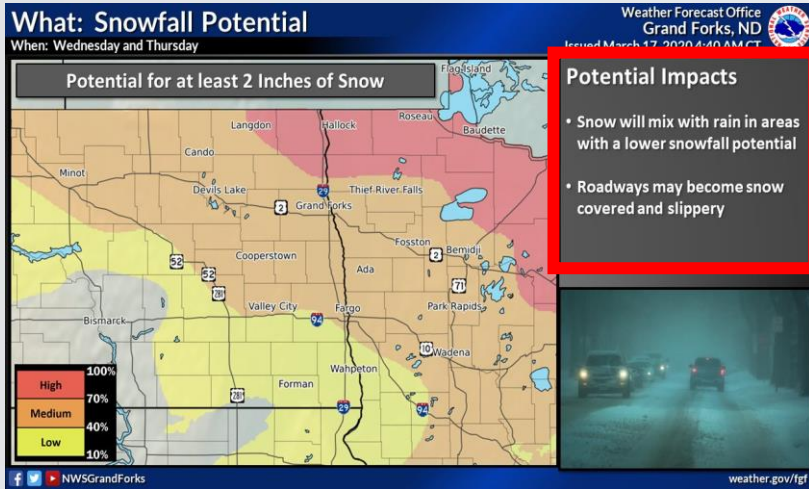 What: Snowfall Potential
When: Wednesday and Thursday
Weather Forecast Office
Grand Forks, ND
Issued March 17, 2020 4:40 AM CT
Potential for at least 2 Inches of Snow
Flag Island
Roseau
Langdon
Hallock
Baudette
Cando
Minot
Devils Lake
29
Thief River Falls
2
Grand Forks
Fosston
Bemidji
2
52
Cooperstown
Ada
52
71
281
Valley City
Fargo
Park Rapids
94
Bismarck
10
Wadena
Wahpeton
Forman
281
29
94
100%
High
70%
Medium
40%
Low
10%
Potential Impacts
• Snow will mix with rain in areas
with a lower snowfall potential
• Roadways may become snow
covered and slippery
NWSGrandForks
weather.gov/fgf